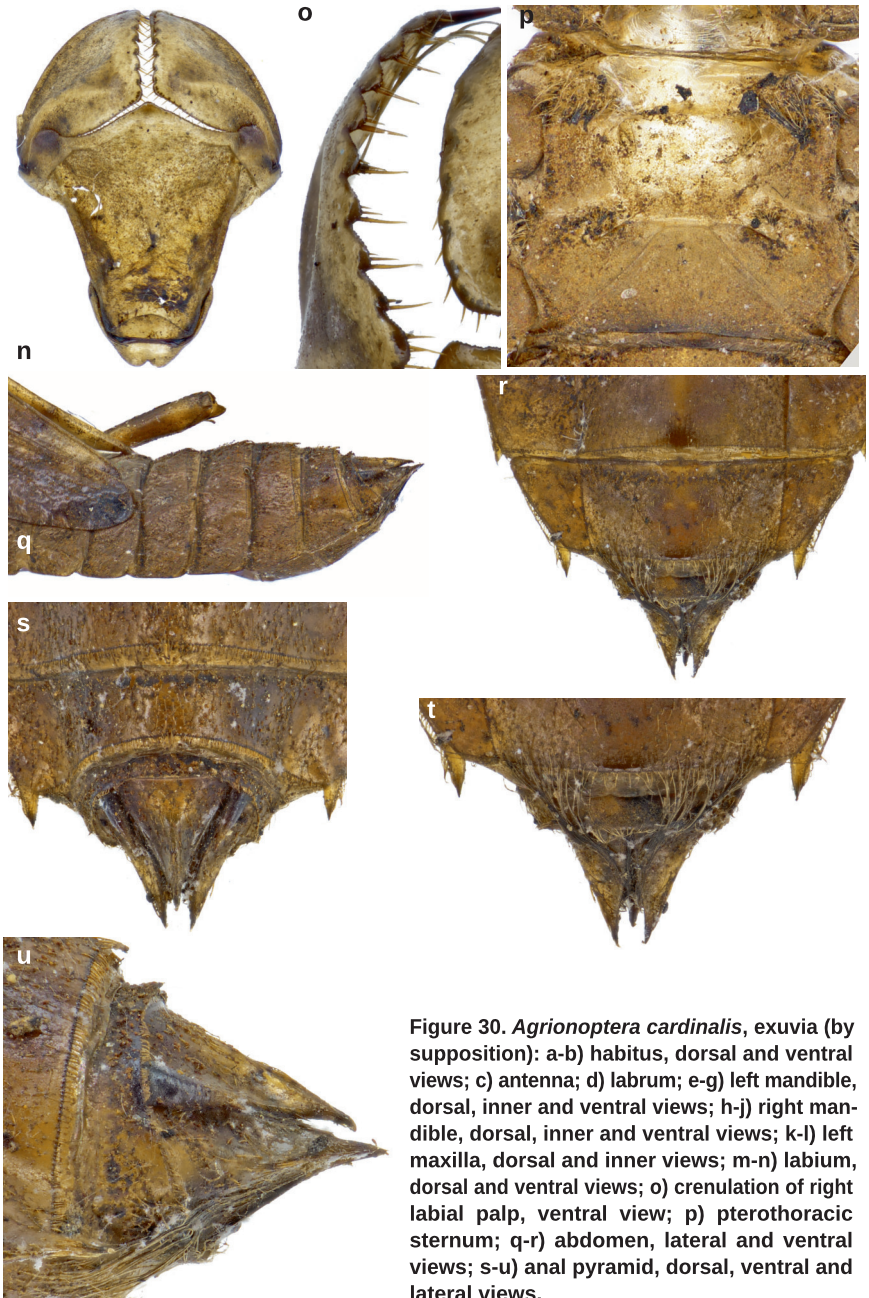 o
p
n
r
q
s
t
u
Figure 30. Agrionoptera cardinalis, exuvia (by
supposition): a-b) habitus, dorsal and ventral
views; c) antenna; d) labrum; e-g) left mandible,
dorsal, inner and ventral views; h-j) right man-
dible, dorsal, inner and ventral views; k-l) left
maxilla, dorsal and inner views; m-n) labium,
dorsal and ventral views; o) crenulation of right
labial palp, ventral view; p) pterothoracic
sternum; q-r) abdomen, lateral and ventral
views; s-u) anal pyramid, dorsal, ventral and
lateral views.